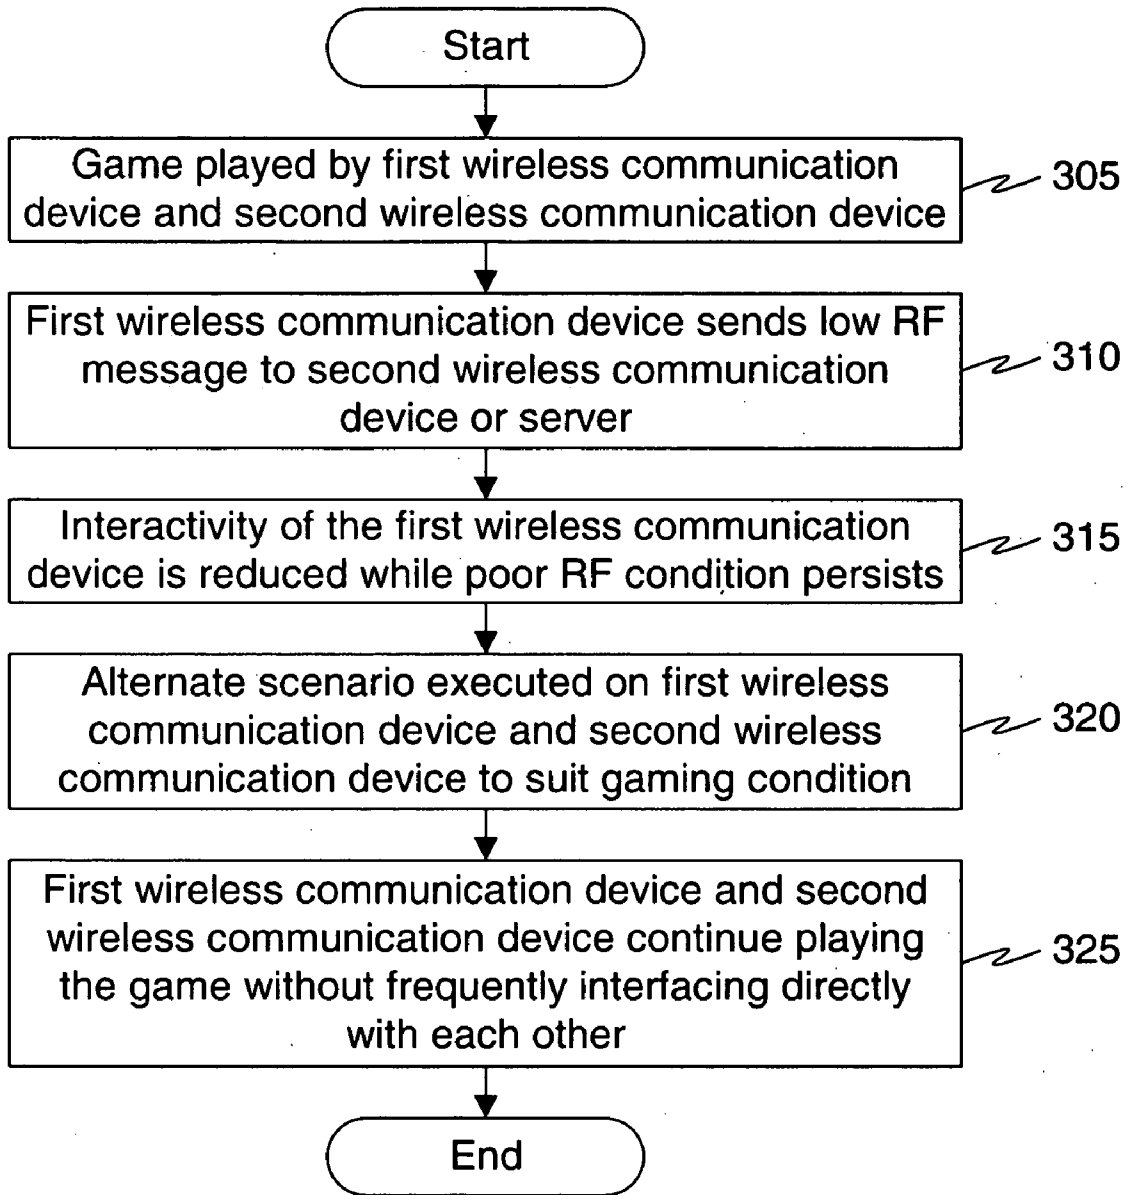 Start
Game played by first wireless communication
device and second wireless communication device
305
First wireless communication device sends low RF
message to second wireless communication
device or server
310
Interactivity of the first wireless communication
device is reduced while poor RF condition persists
315
Alternate scenario executed on first wireless
communication device and second wireless
communication device to suit gaming condition
320
First wireless communication device and second
wireless communication device continue playing
the game without frequently interfacing directly
with each other
325
End